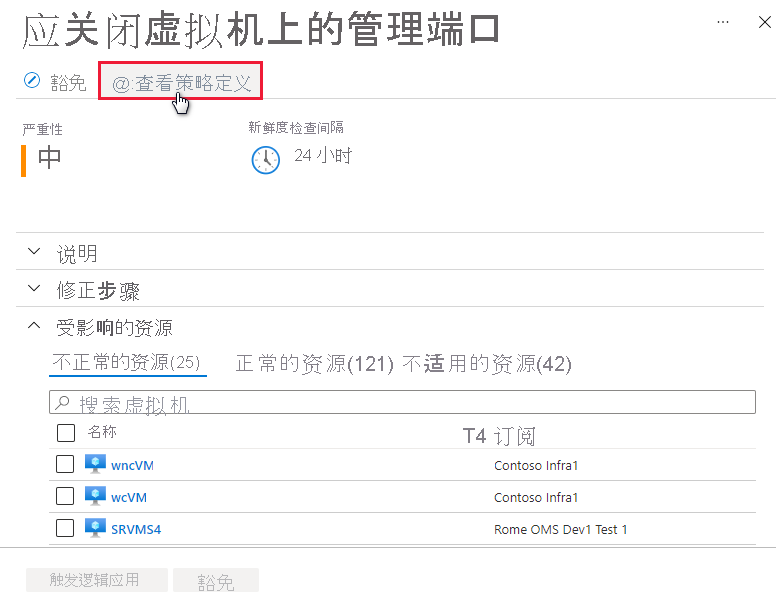 应关闭虚拟机上的管理端口
豁免 @:查看策略定义
严重性 新鲜度检查间隔
中 24 小时
说明
修正步骤
受影响的资源
不正常的资源(25) 正常的资源(121) 不适用的资源(42)
搜索虚拟机
名称 T4 订阅
wncVM Contoso Infra1
wcVM Contoso Infra1
SRVMS4 Rome OMS Dev1 Test 1
触发逻辑应用 豁免